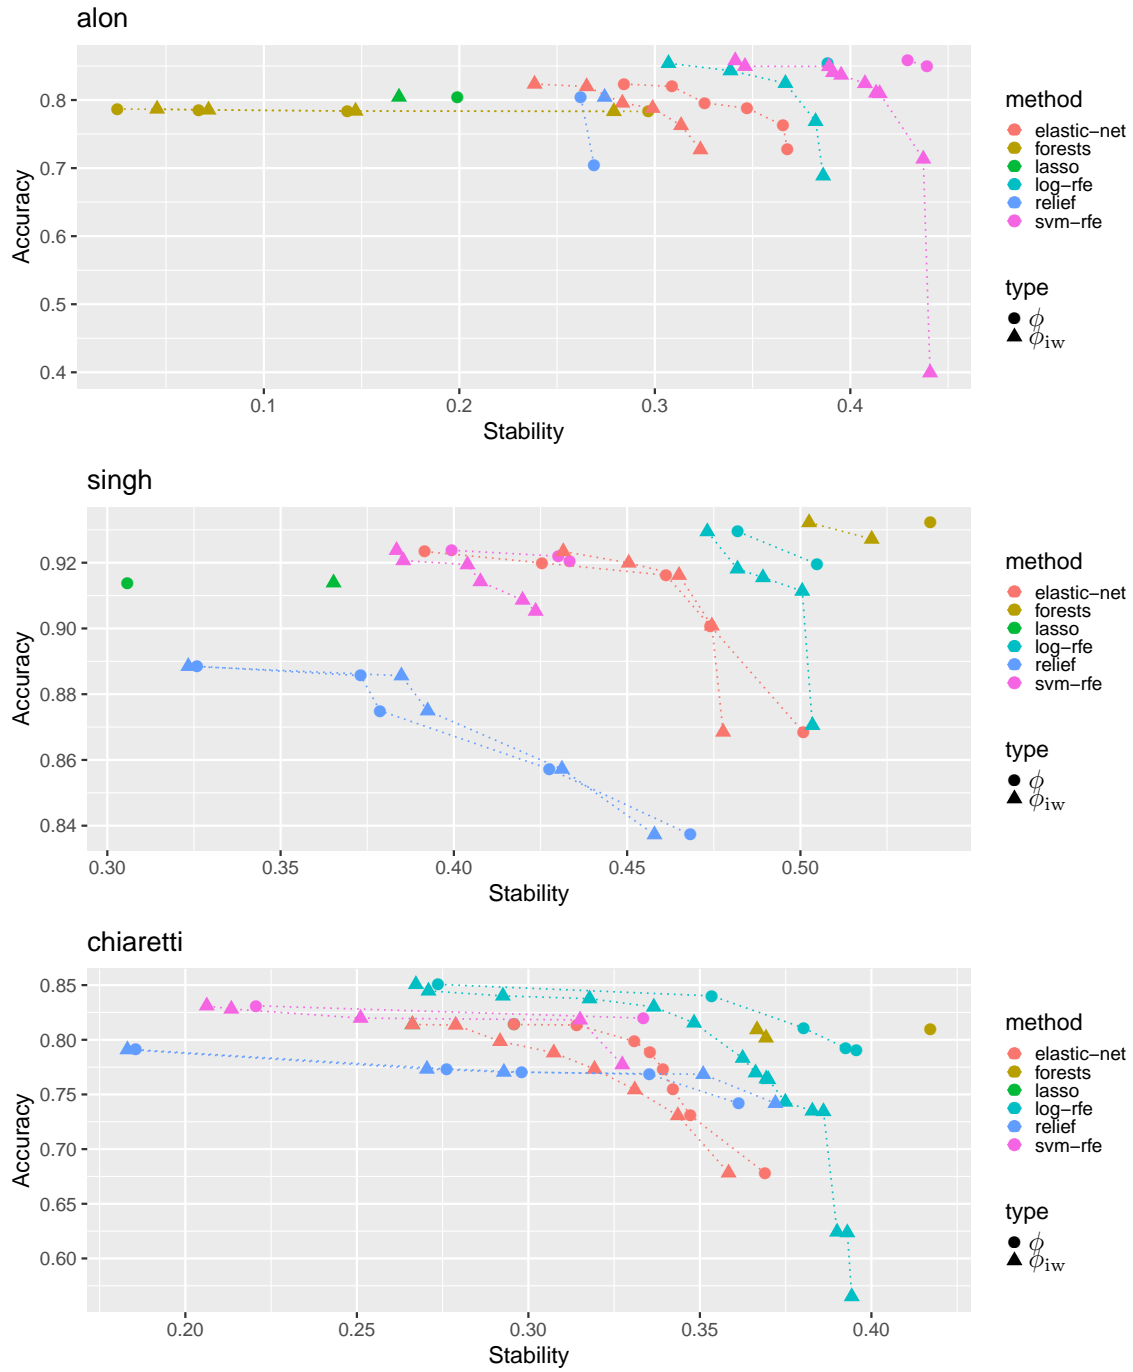 alon
Accuracy
0.8
0.7
0.6
0.5
0.4
0.1 0.2 0.3 0.4
Stability
method
elastic-net
forests
lasso
log-rfe
relief
svm-rfe
type
ϕ
ϕiw
singh
Accuracy
0.92
0.90
0.88
0.86
0.84
0.30 0.35 0.40 0.45 0.50
Stability
method
elastic-net
forests
lasso
log-rfe
relief
svm-rfe
type
ϕ
ϕiw
chiaretti
Accuracy
0.85
0.80
0.75
0.70
0.65
0.60
0.20 0.25 0.30 0.35 0.40
Stability
method
elastic-net
forests
lasso
log-rfe
relief
svm-rfe
type
ϕ
ϕiw